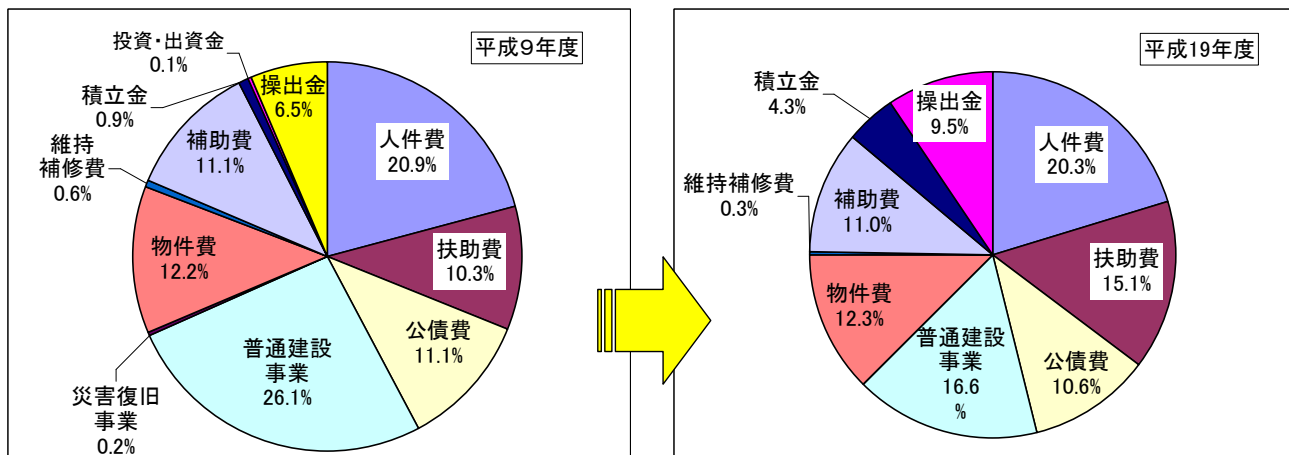 平成9年度
投資・出資金
0.1%
積立金
0.9%
維持
補修費
0.6%
操出金
6.5%
補助費
11.1%
人件費
20.9%
扶助費
10.3%
物件費
12.2%
公債費
11.1%
普通建設
事業
26.1%
災害復旧
事業
0.2%
平成19年度
積立金
4.3%
操出金
9.5%
人件費
20.3%
維持補修費
0.3%
補助費
11.0%
扶助費
15.1%
物件費
12.3%
普通建設
事業
16.6
%
公債費
10.6%